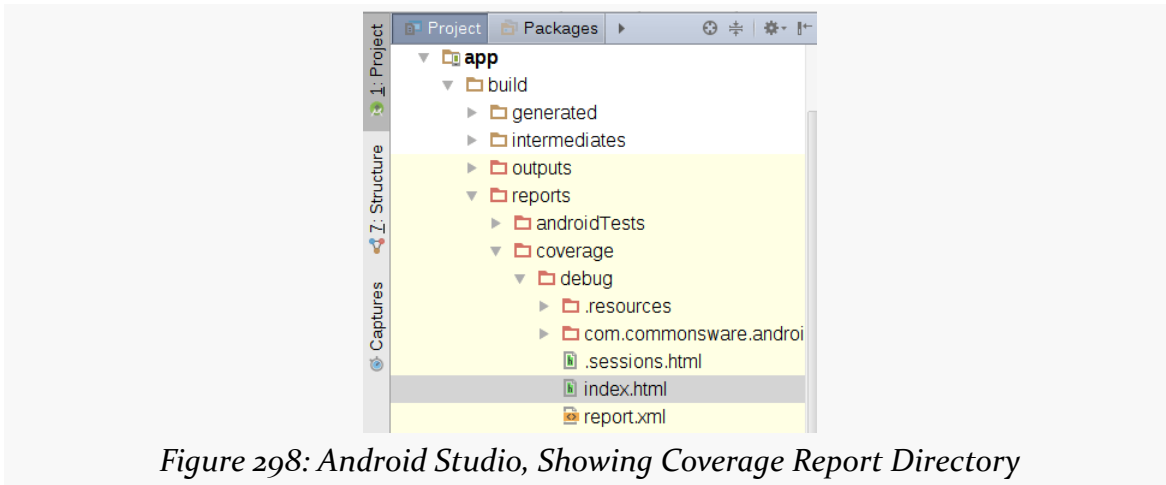 1: Project
7: Structure
Captures
Project Packages
app
build
generated
intermediates
outputs
reports
androidTests
coverage
debug
.resources
com.commonsware.androi
.sessions.html
index.html
report.xml
Figure 298: Android Studio, Showing Coverage Report Directory